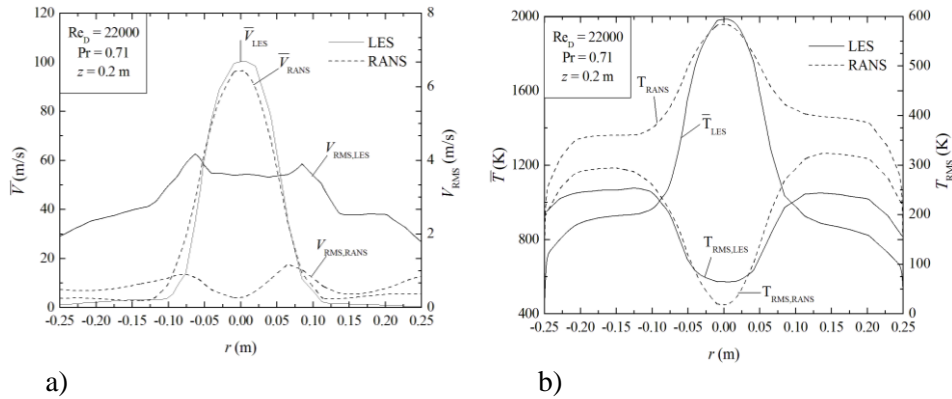 Re_D = 22000
Pr = 0.71
z = 0.2 m
V̅_LES
V̅_RANS
LES
RANS
V_RMS,LES
V_RMS,RANS
120
100
80
60
40
20
0
V̅ (m/s)
8
6
4
2
0
V_RMS (m/s)
-0.25 -0.20 -0.15 -0.10 -0.05 0.00 0.05 0.10 0.15 0.20 0.25
r (m)
a)
Re_D = 22000
Pr = 0.71
z = 0.2 m
LES
RANS
T_RANS
T̅_LES
T_RMS,LES
T_RMS,RANS
2000
1600
1200
800
400
T̅ (K)
600
500
400
300
200
100
0
T_RMS (K)
-0.25 -0.20 -0.15 -0.10 -0.05 0.00 0.05 0.10 0.15 0.20 0.25
r (m)
b)